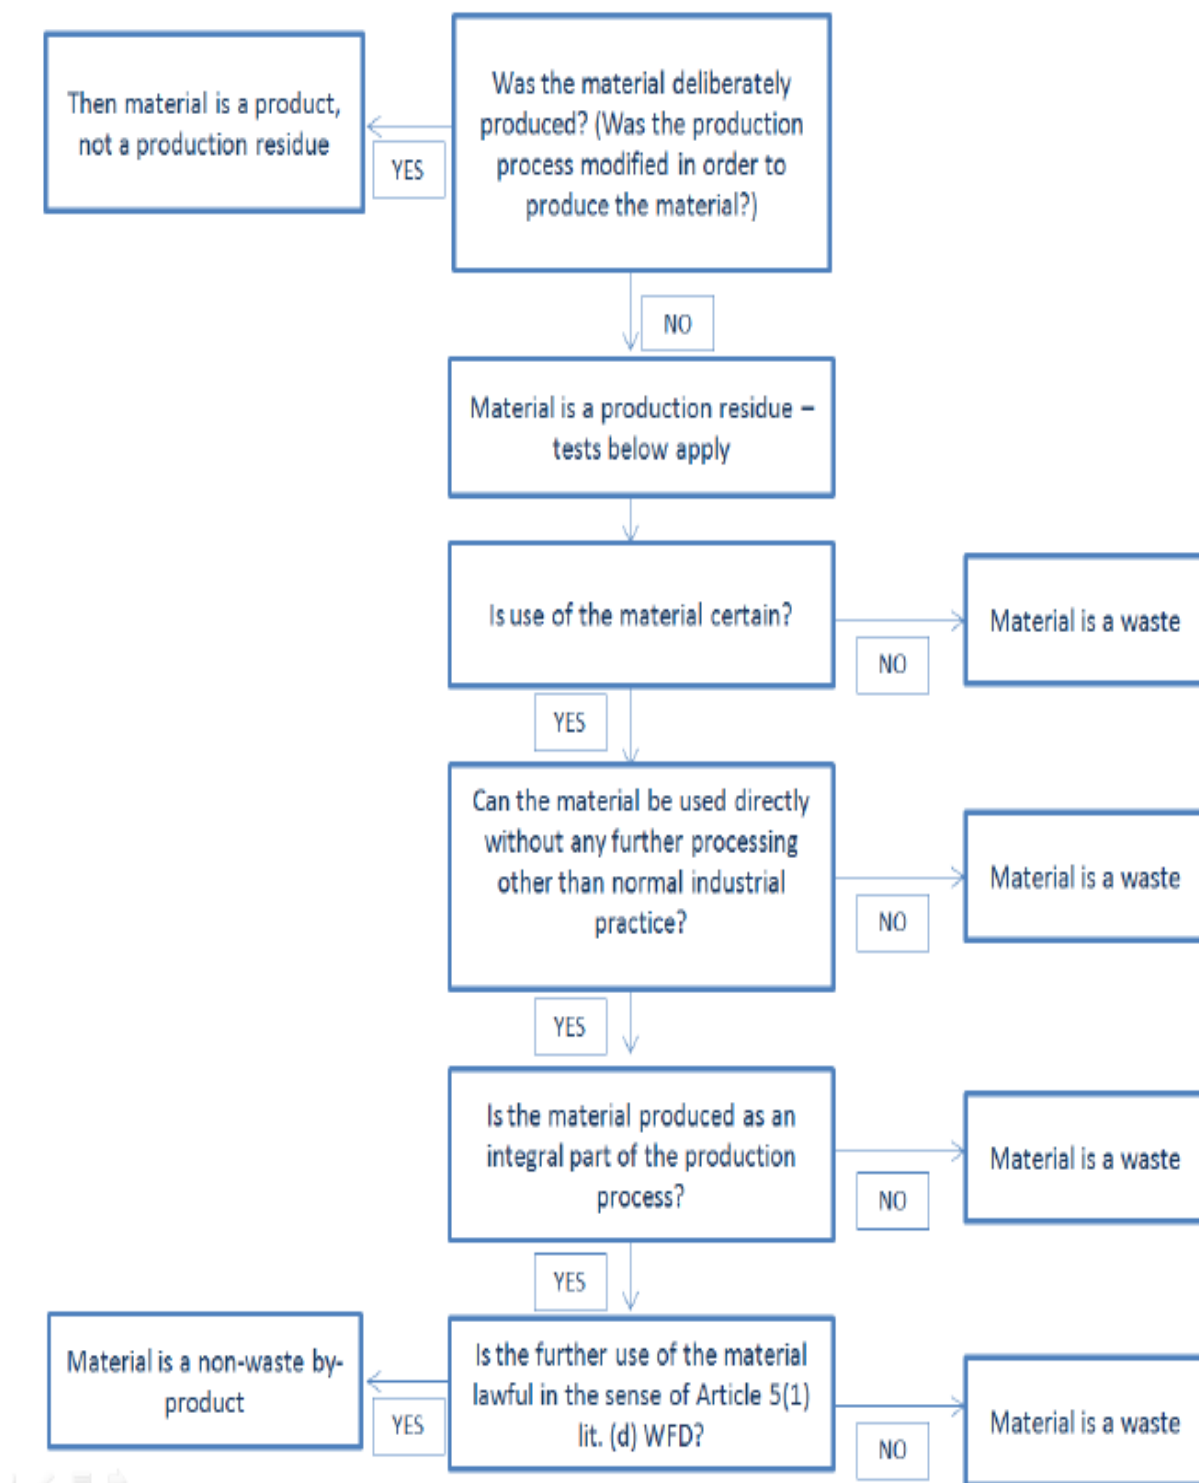 Then material is a product,
not a production residue
YES
Was the material deliberately
produced? (Was the production
process modified in order to
produce the material?)
NO
Material is a production residue –
tests below apply
Is use of the material certain?
NO
Material is a waste
YES
Can the material be used directly
without any further processing
other than normal industrial
practice?
NO
Material is a waste
YES
Is the material produced as an
integral part of the production
process?
NO
Material is a waste
YES
Is the further use of the material
lawful in the sense of Article 5(1)
lit. (d) WFD?
YES
Material is a non-waste by-
product
NO
Material is a waste